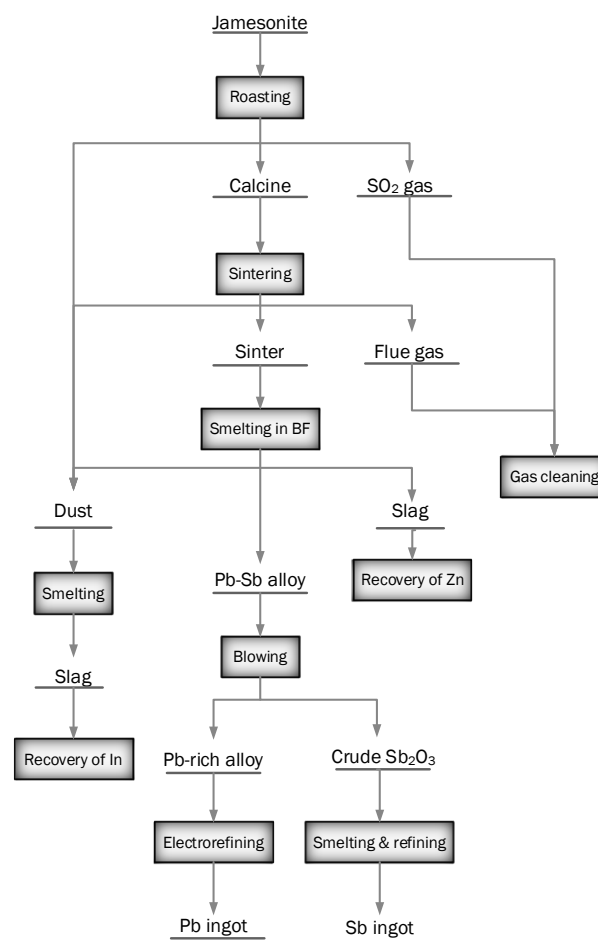 Jamesonite
Roasting
Calcine
SO₂ gas
Sintering
Sinter
Flue gas
Smelting in BF
Gas cleaning
Dust
Slag
Pb-Sb alloy
Recovery of Zn
Smelting
Blowing
Slag
Recovery of In
Pb-rich alloy
Crude Sb₂O₃
Electrorefining
Smelting & refining
Pb ingot
Sb ingot